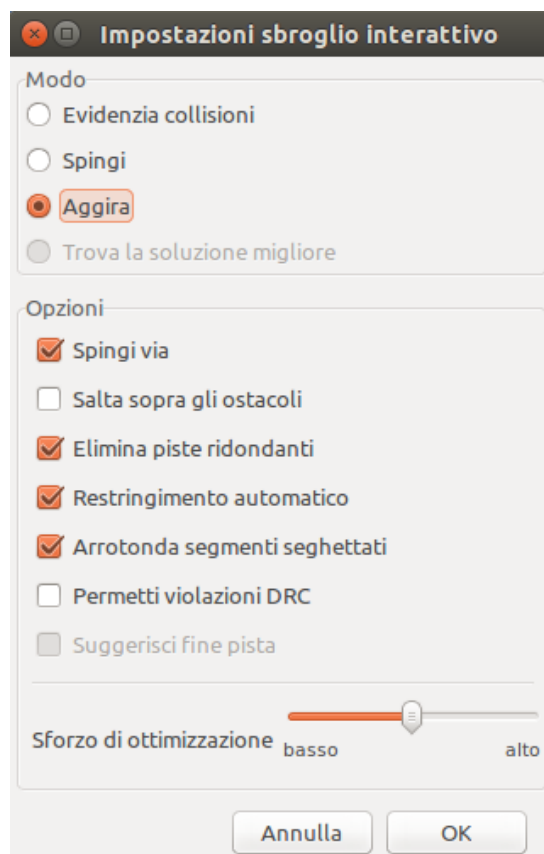 Impostazioni sbroglio interattivo
Modo
Evidenzia collisioni
Spingi
Aggira
Trova la soluzione migliore
Opzioni
Spingi via
Salta sopra gli ostacoli
Elimina piste ridondanti
Restringimento automatico
Arrotonda segmenti seghettati
Permetti violazioni DRC
Suggerisci fine pista
Sforzo di ottimizzazione
basso alto
Annulla OK